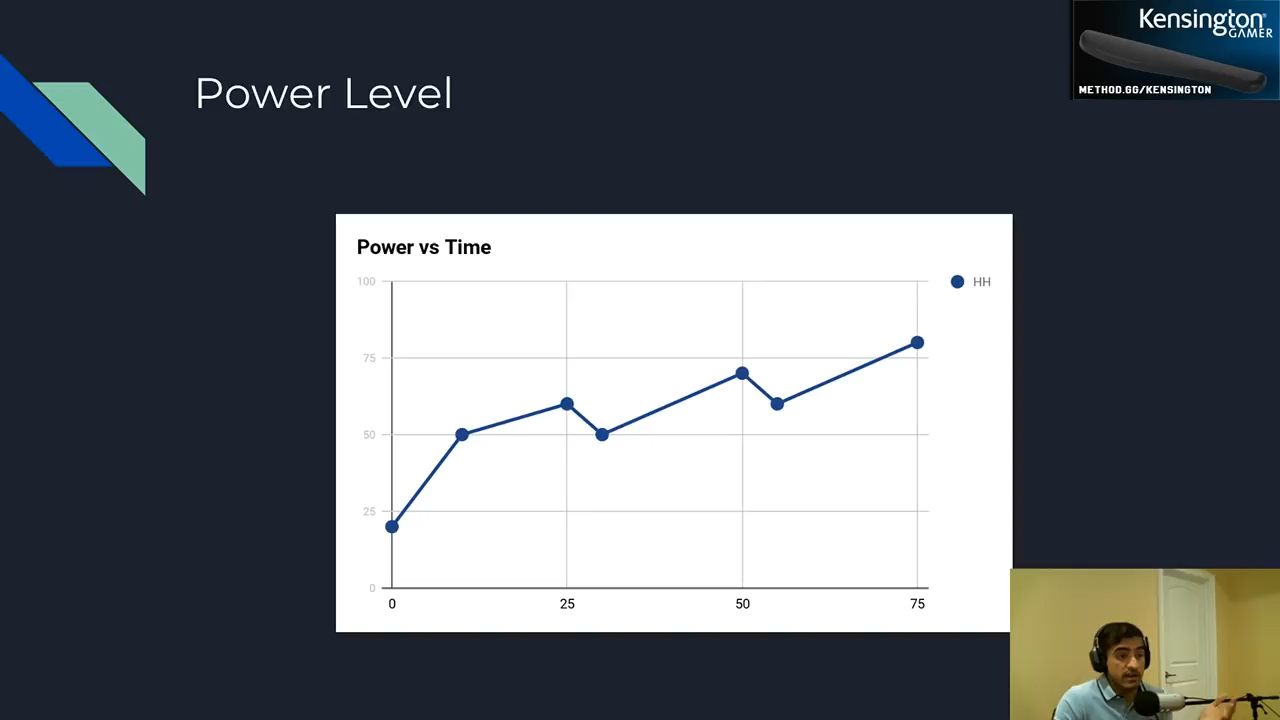 Kensington
GAMER
METHOD.GG/KENSINGTON
Power Level
Power vs Time
HH
100
75
50
25
0
0 25 50 75